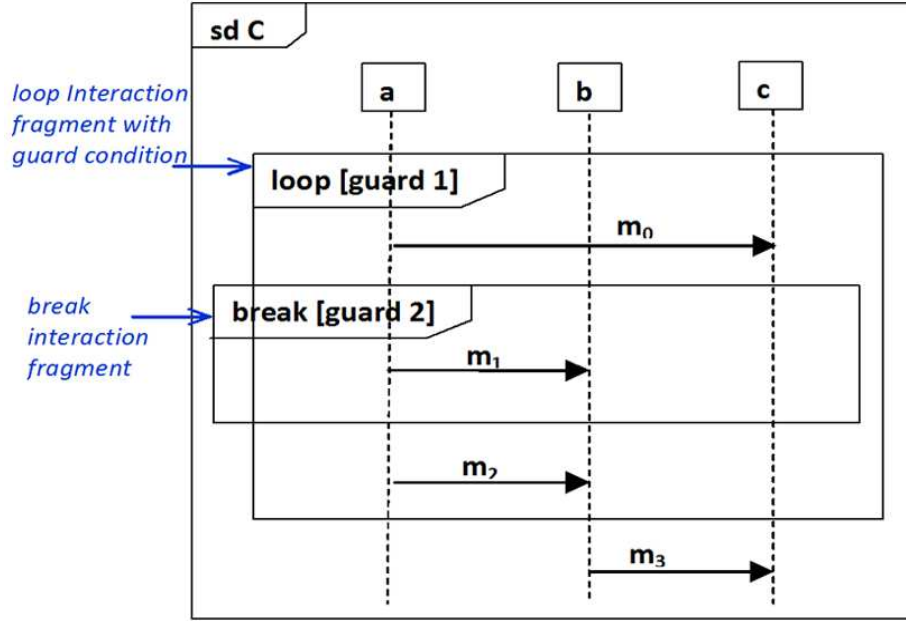 sd C
a
b
c
loop Interaction
fragment with
guard condition
loop [guard 1]
m₀
break
interaction
fragment
break [guard 2]
m₁
m₂
m₃